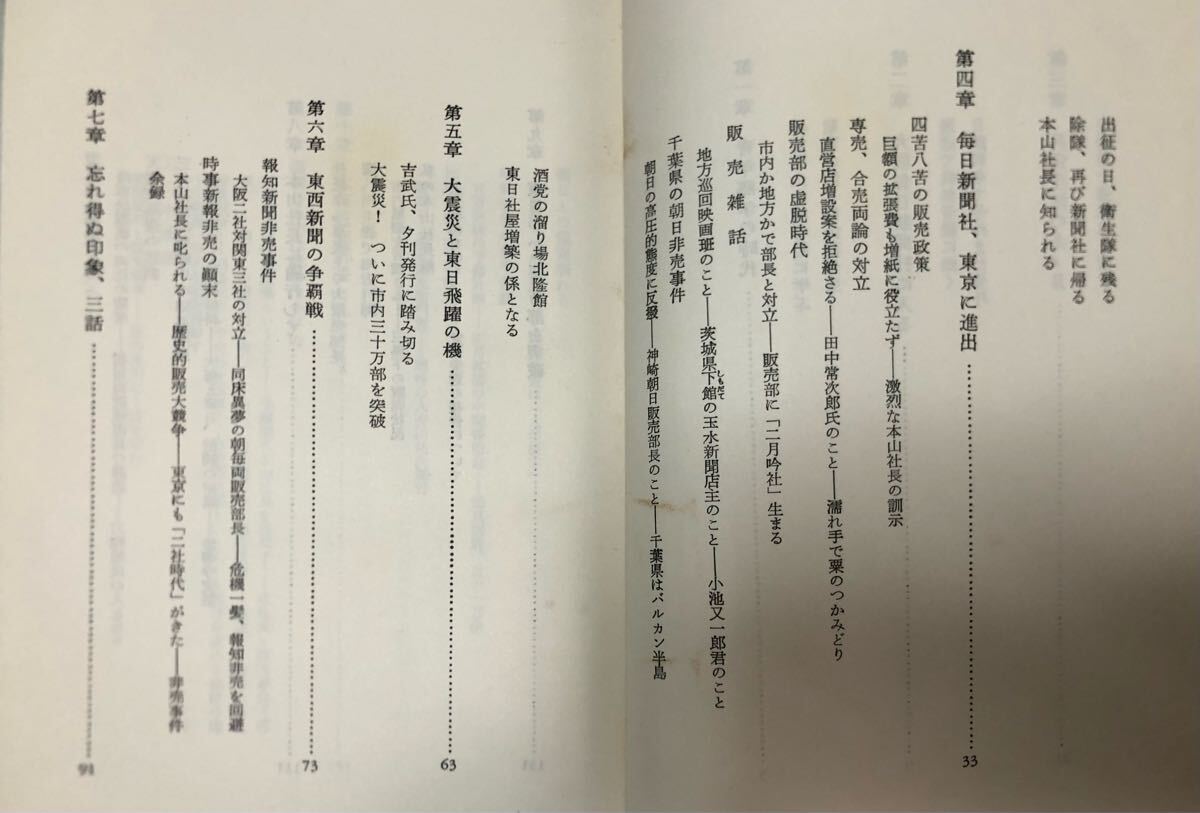 出征の日、衛生隊に残る
除隊、再び新聞社に帰る
本山社長に知られる
第四章 毎日新聞社、東京に進出……………………33
四苦八苦の販売政策
巨額の拡張費も増紙に役立たず――激烈な本山社長の訓示
専売、合売両論の対立
直営店増設案を拒絶さる――田中常次郎氏のこと――濡れ手で粟のつかみどり
販売部の虚脱時代
市内か地方かで部長と対立――販売部に「二月吟社」生まる
販売雑話
地方巡回映画班のこと――茨城県下館の玉水新聞店主のこと――小池又一郎君のこと
しもだて
千葉県の朝日非売事件
朝日の高圧的態度に反撥――神崎朝日販売部長のこと――千葉県はバルカン半島
酒党の溜り場北隆館
東日社屋増築の係となる
第五章 大震災と東日飛躍の機……………………63
吉武氏、夕刊発行に踏み切る
大震災! ついに市内三十万部を突破
第六章 東西新聞の争覇戦……………………73
報知新聞非売事件
大阪二社対関東三社の対立――同床異夢の朝毎両販売部長――危機一髪、報知非売を回避
時事新報非売の顚末
本山社長に叱られる――歴史的販売大競争――東京にも「二社時代」がきた――非売事件
余録
第七章 忘れ得ぬ印象、三話……………………91